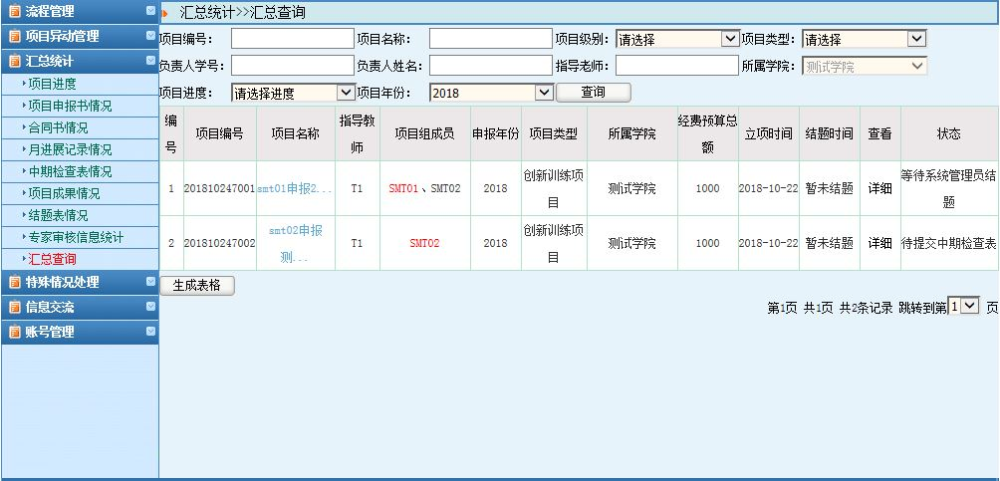 流程管理
项目异动管理
汇总统计
项目进度
项目申报书情况
合同书情况
月进展记录情况
中期检查表情况
项目成果情况
结题表情况
专家审核信息统计
汇总查询
特殊情况处理
信息交流
账号管理
汇总统计>>汇总查询
项目编号： 项目名称： 项目级别： 请选择 项目类型： 请选择
负责人学号： 负责人姓名： 指导老师： 所属学院： 测试学院
项目进度： 请选择进度 项目年份： 2018 查询
编号 项目编号 项目名称 指导教师 项目组成员 申报年份 项目类型 所属学院 经费预算总额 立项时间 结题时间 查看 状态
1 201810247001 smt01申报2... T1 SMT01、SMT02 2018 创新训练项目 测试学院 1000 2018-10-22 暂未结题 详细 等待系统管理员结题
2 201810247002 smt02申报测... T1 SMT02 2018 创新训练项目 测试学院 1000 2018-10-22 暂未结题 详细 待提交中期检查表
生成表格
第1页 共1页 共2条记录 跳转到第 1 页